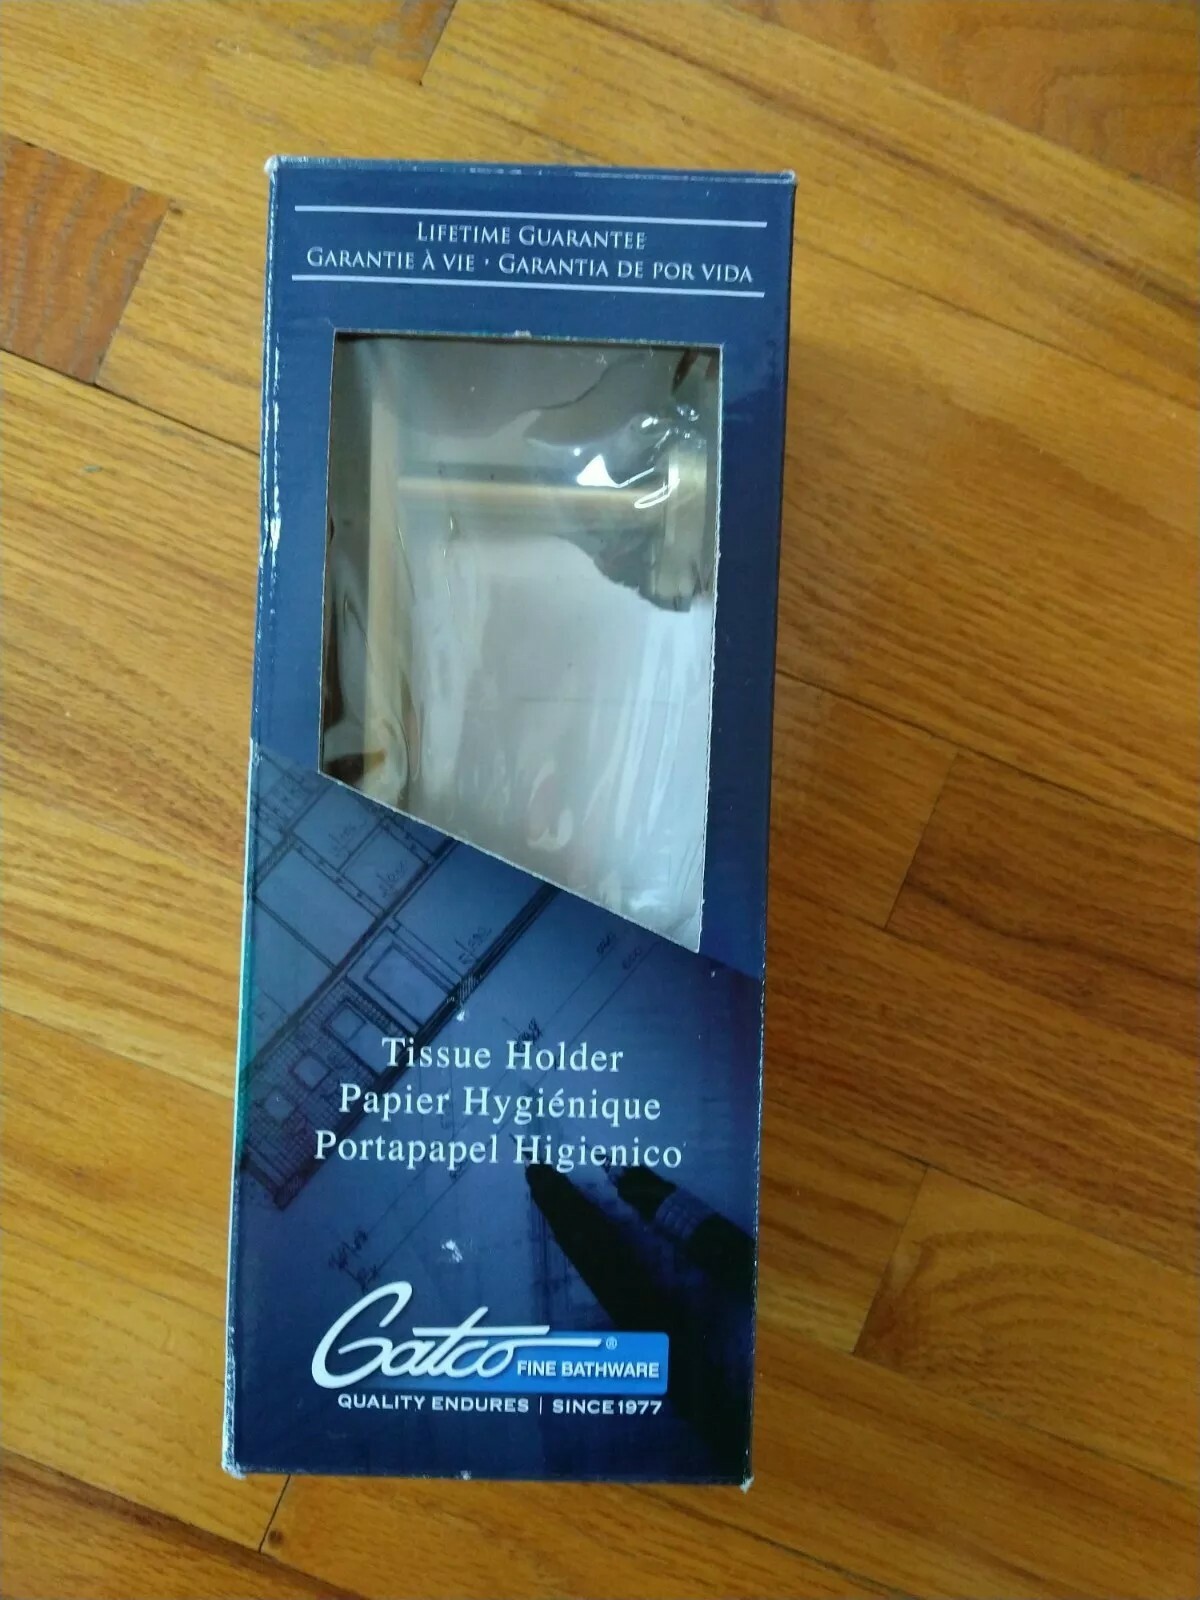 LIFETIME GUARANTEE
GARANTIE À VIE · GARANTIA DE POR VIDA
Tissue Holder
Papier Hygiénique
Portapapel Higienico
Gatco®
FINE BATHWARE
QUALITY ENDURES | SINCE 1977